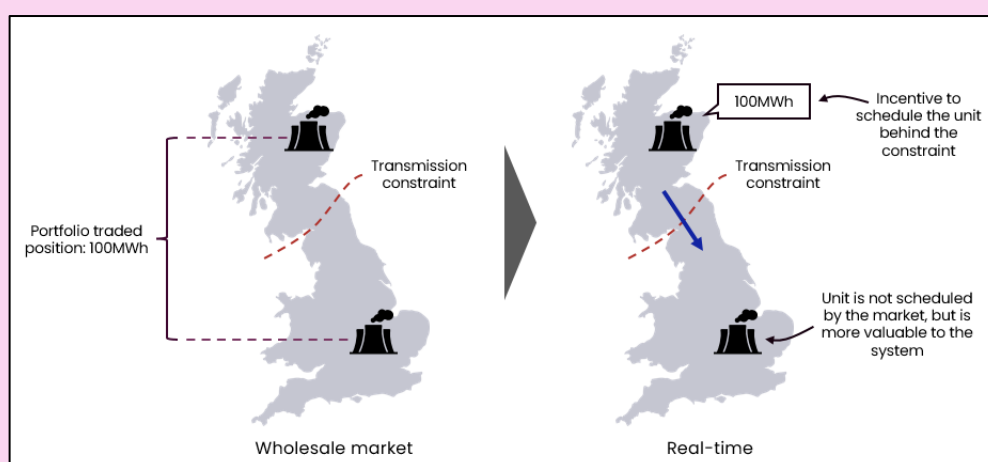 Portfolio traded
position: 100MWh
Transmission
constraint
Wholesale market
100MWh
Incentive to
schedule the unit
behind the
constraint
Transmission
constraint
Unit is not scheduled
by the market, but is
more valuable to the
system
Real-time